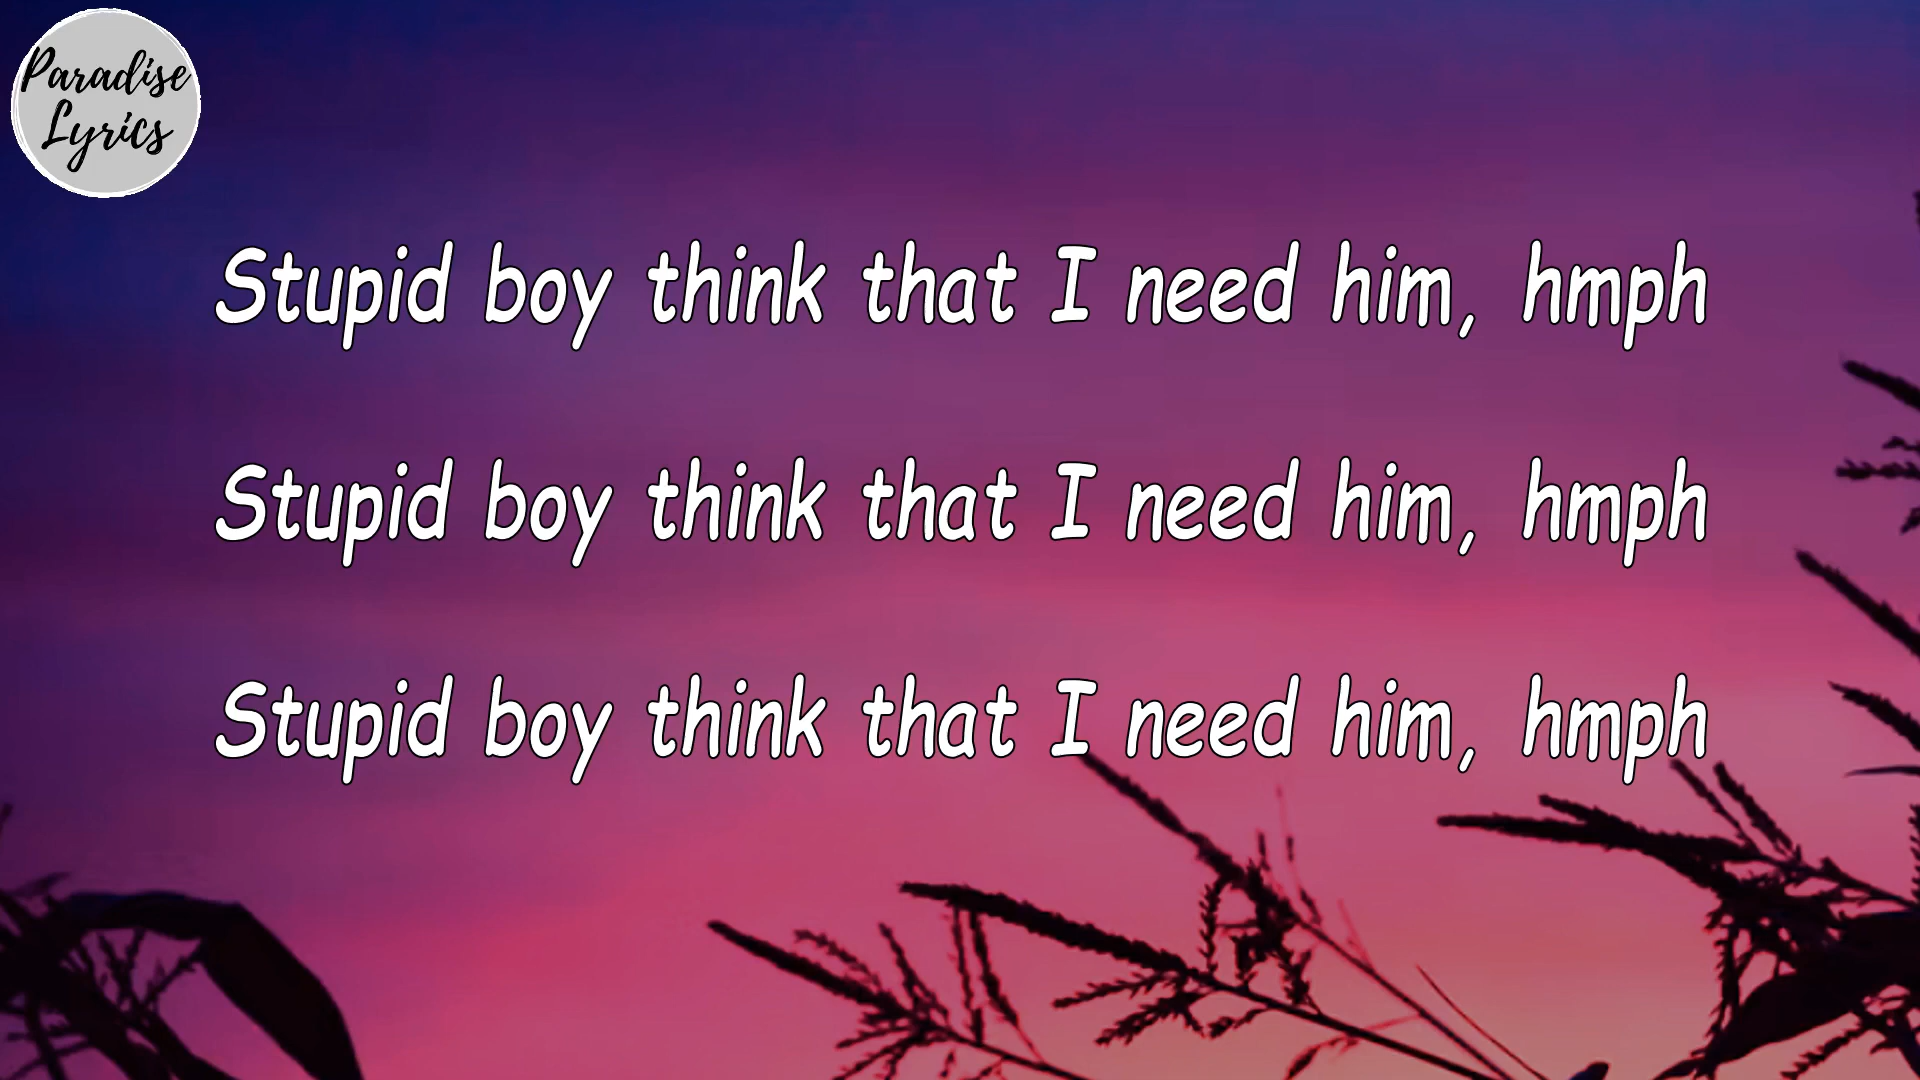 Paradise
Lyrics
Stupid boy think that I need him, hmph
Stupid boy think that I need him, hmph
Stupid boy think that I need him, hmph